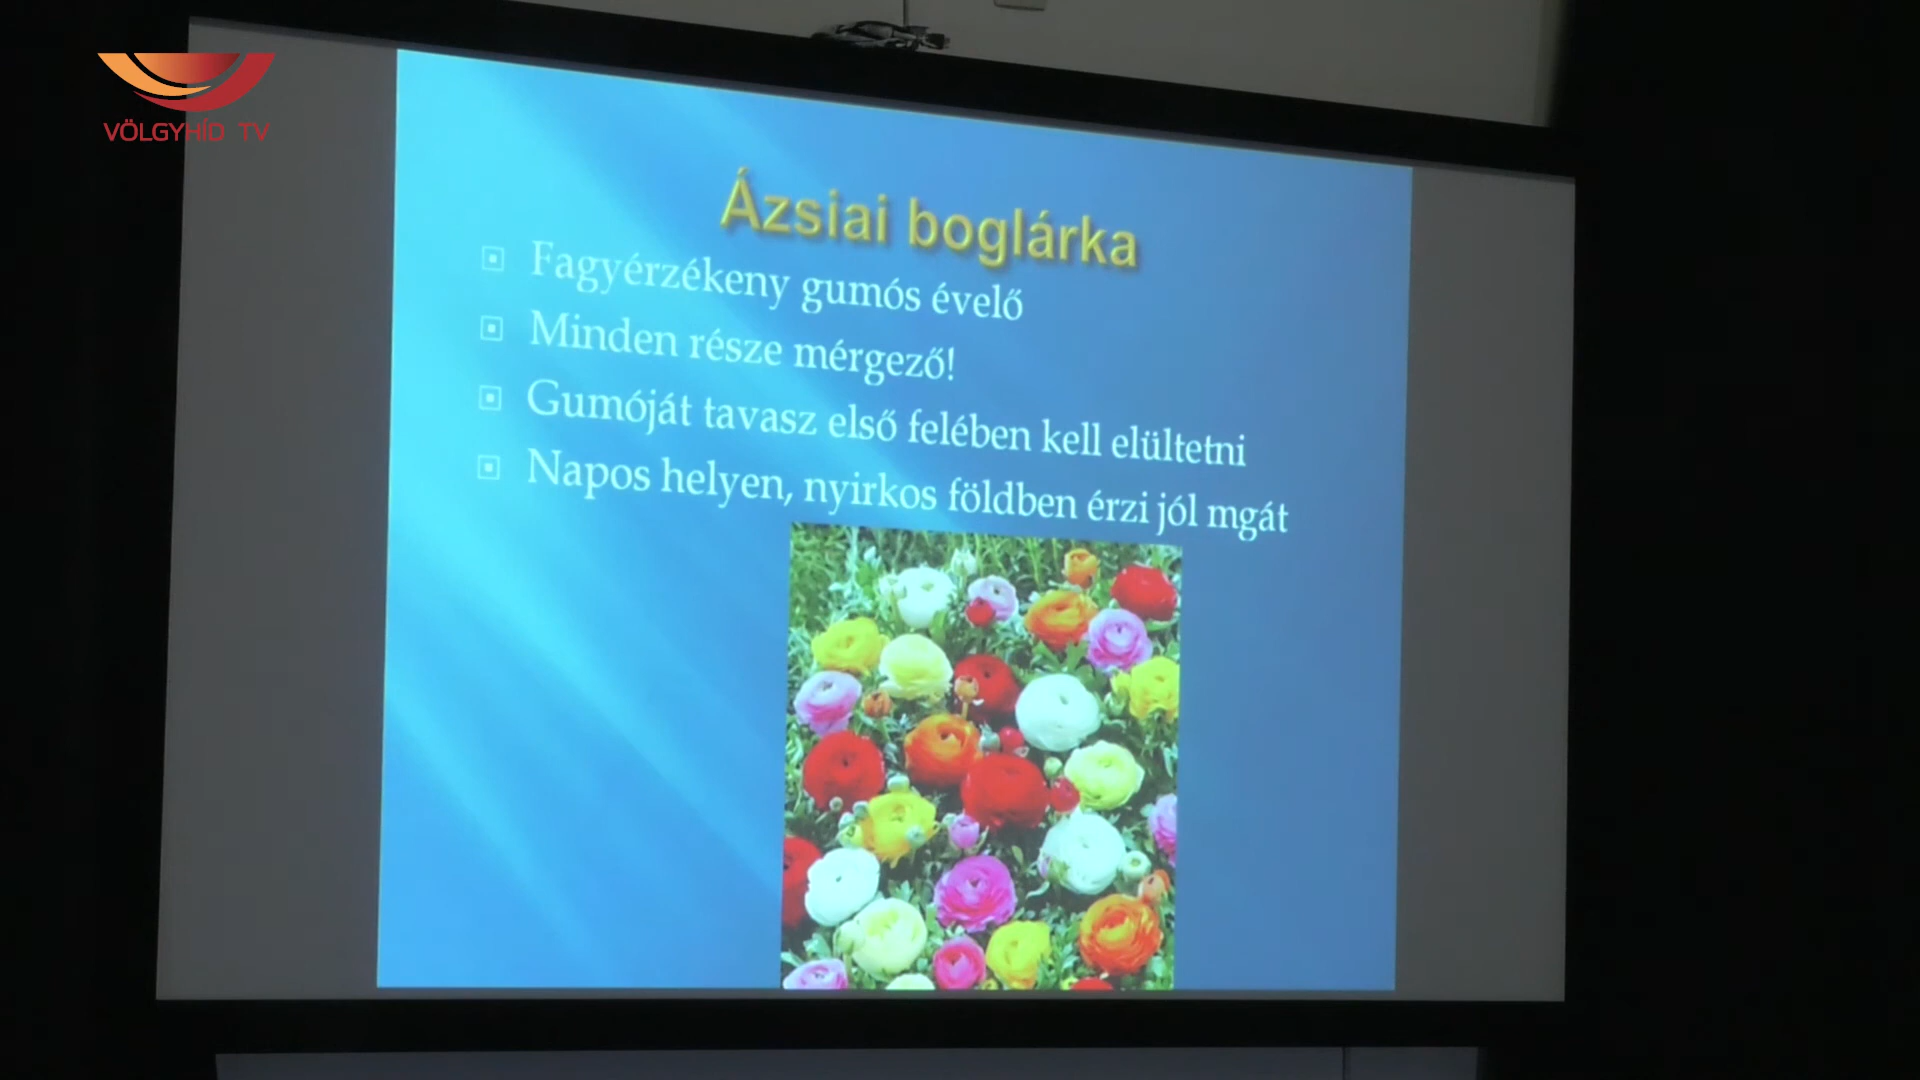 VÖLGYHÍD TV
Ázsiai boglárka
Fagyérzékeny gumós évelő
Minden része mérgező!
Gumóját tavasz első felében kell elültetni
Napos helyen, nyirkos földben érzi jól mgát